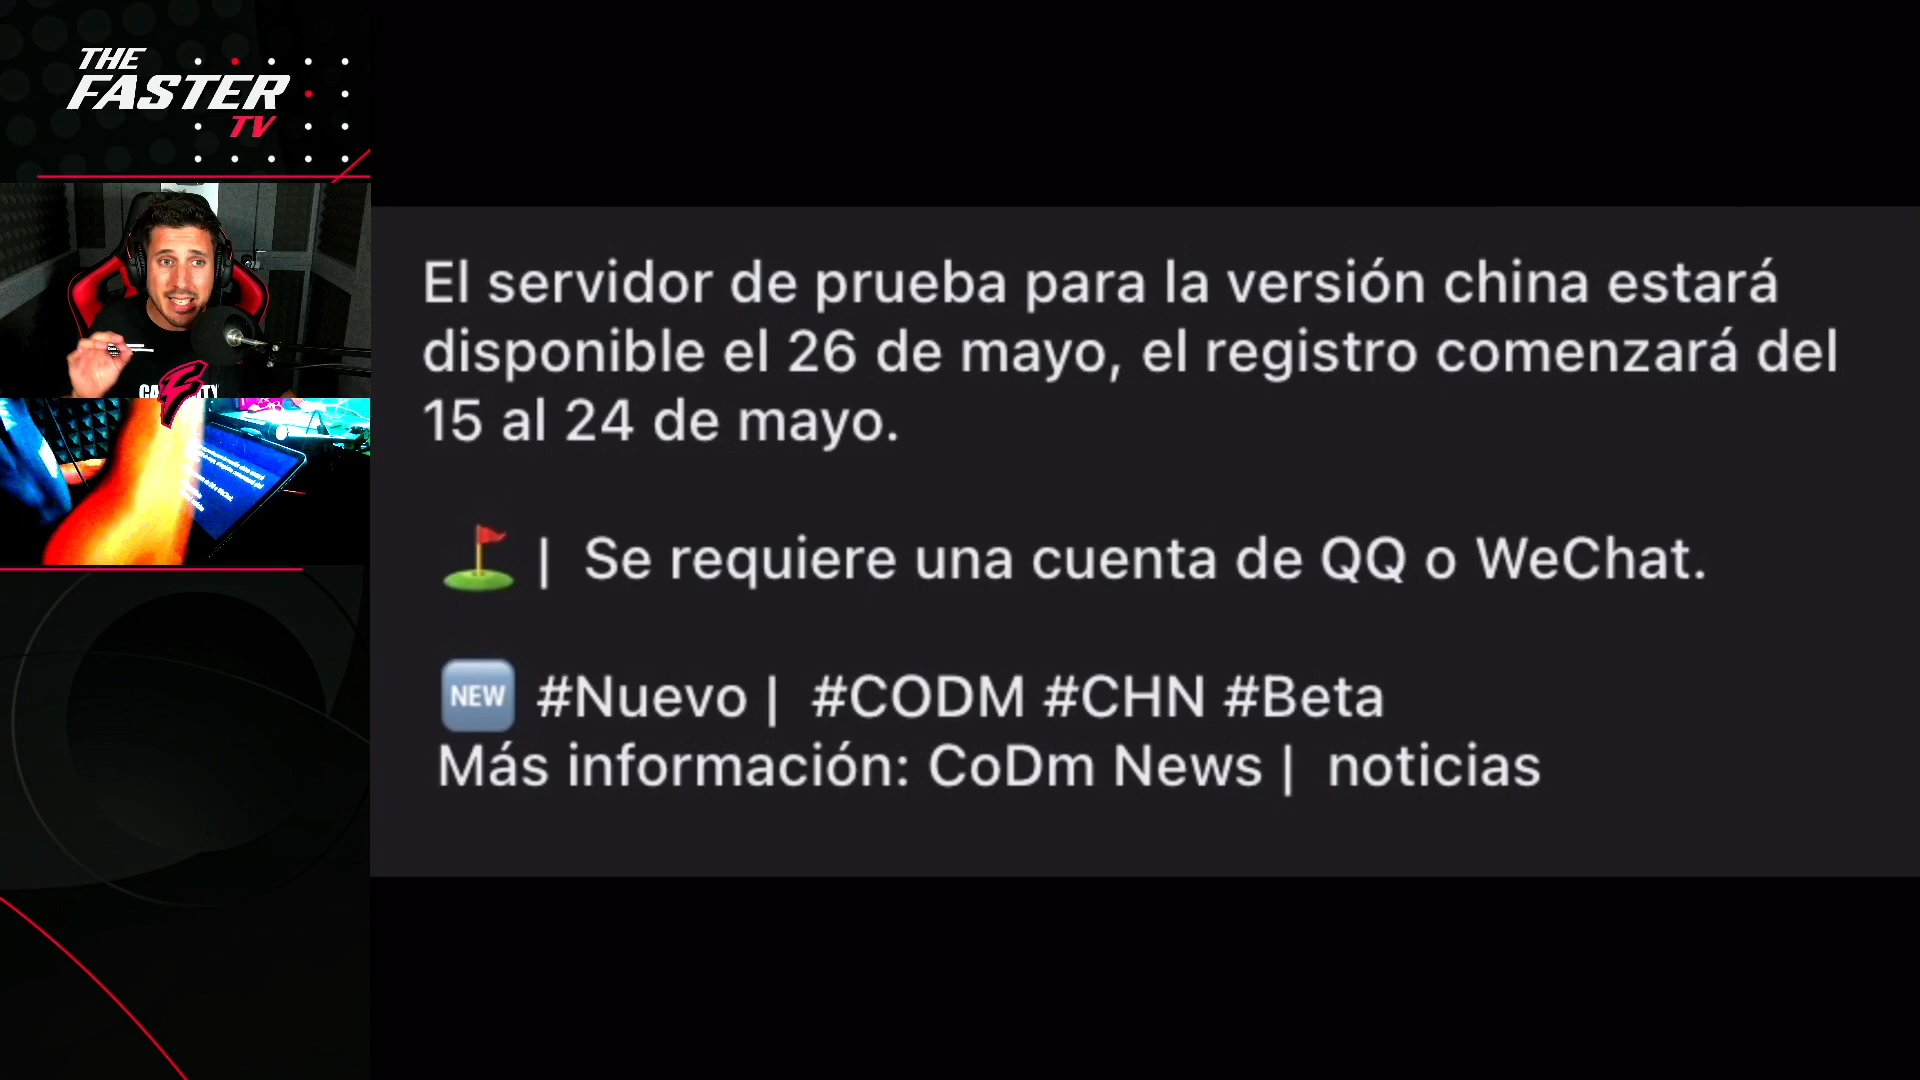 THE
FASTER
TV
El servidor de prueba para la versión china estará
disponible el 26 de mayo, el registro comenzará del
15 al 24 de mayo.
| Se requiere una cuenta de QQ o WeChat.
NEW #Nuevo | #CODM #CHN #Beta
Más información: CoDm News | noticias